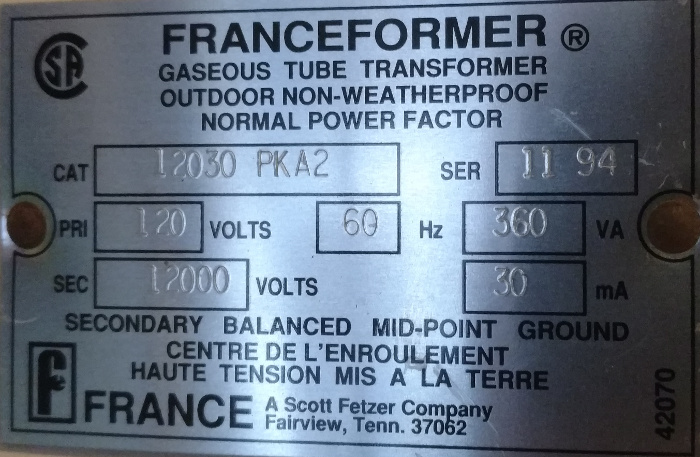 FRANCEFORMER ®
CSA
GASEOUS TUBE TRANSFORMER
OUTDOOR NON-WEATHERPROOF
NORMAL POWER FACTOR
CAT 12030 PKA2 SER 11 94
PRI 120 VOLTS 60 Hz 360 VA
SEC 12000 VOLTS 30 mA
SECONDARY BALANCED MID-POINT GROUND
CENTRE DE L'ENROULEMENT
HAUTE TENSION MIS A LA TERRE
FRANCE A Scott Fetzer Company
Fairview, Tenn. 37062
42070